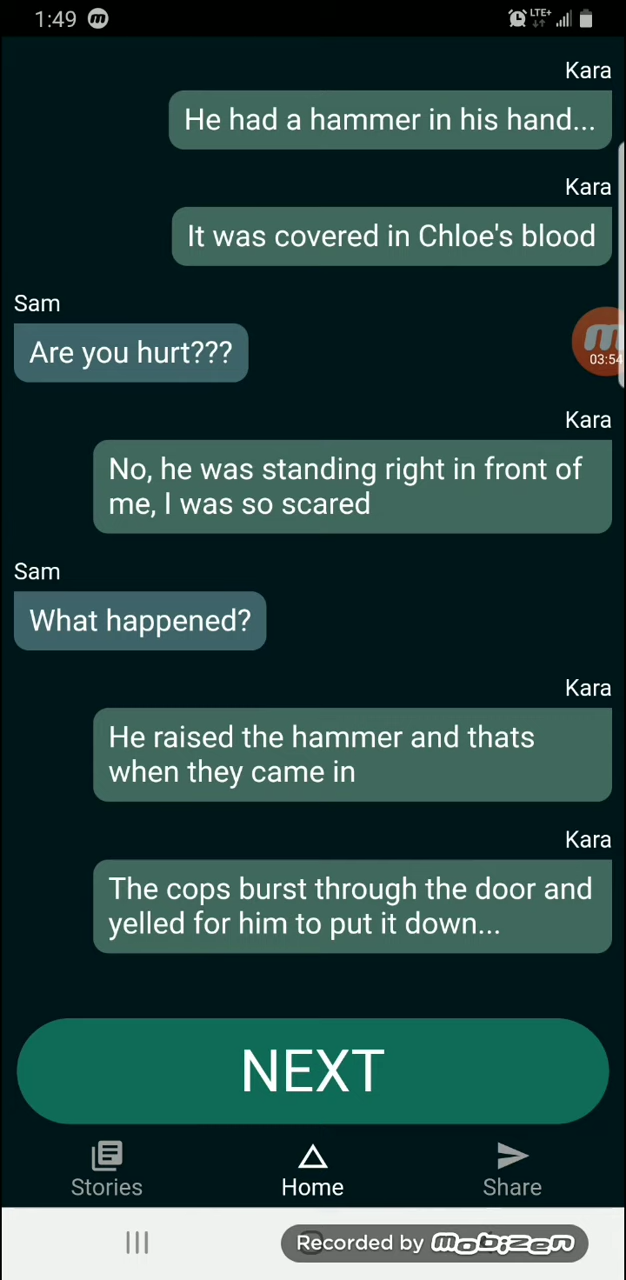 1:49
LTE+
Kara
He had a hammer in his hand...
Kara
It was covered in Chloe's blood
Sam
Are you hurt???
03:54
Kara
No, he was standing right in front of
me, I was so scared
Sam
What happened?
Kara
He raised the hammer and thats
when they came in
Kara
The cops burst through the door and
yelled for him to put it down...
NEXT
Stories
Home
Share
Recorded by mobizen